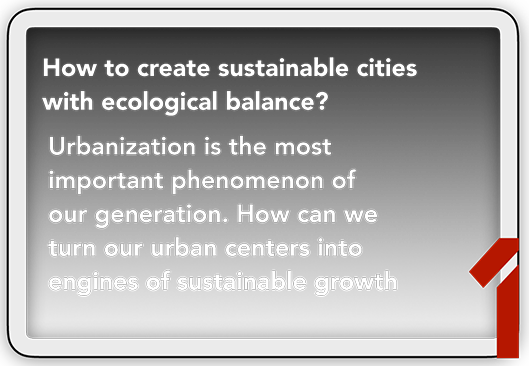 How to create sustainable cities
with ecological balance?
Urbanization is the most
important phenomenon of
our generation. How can we
turn our urban centers into
engines of sustainable growth